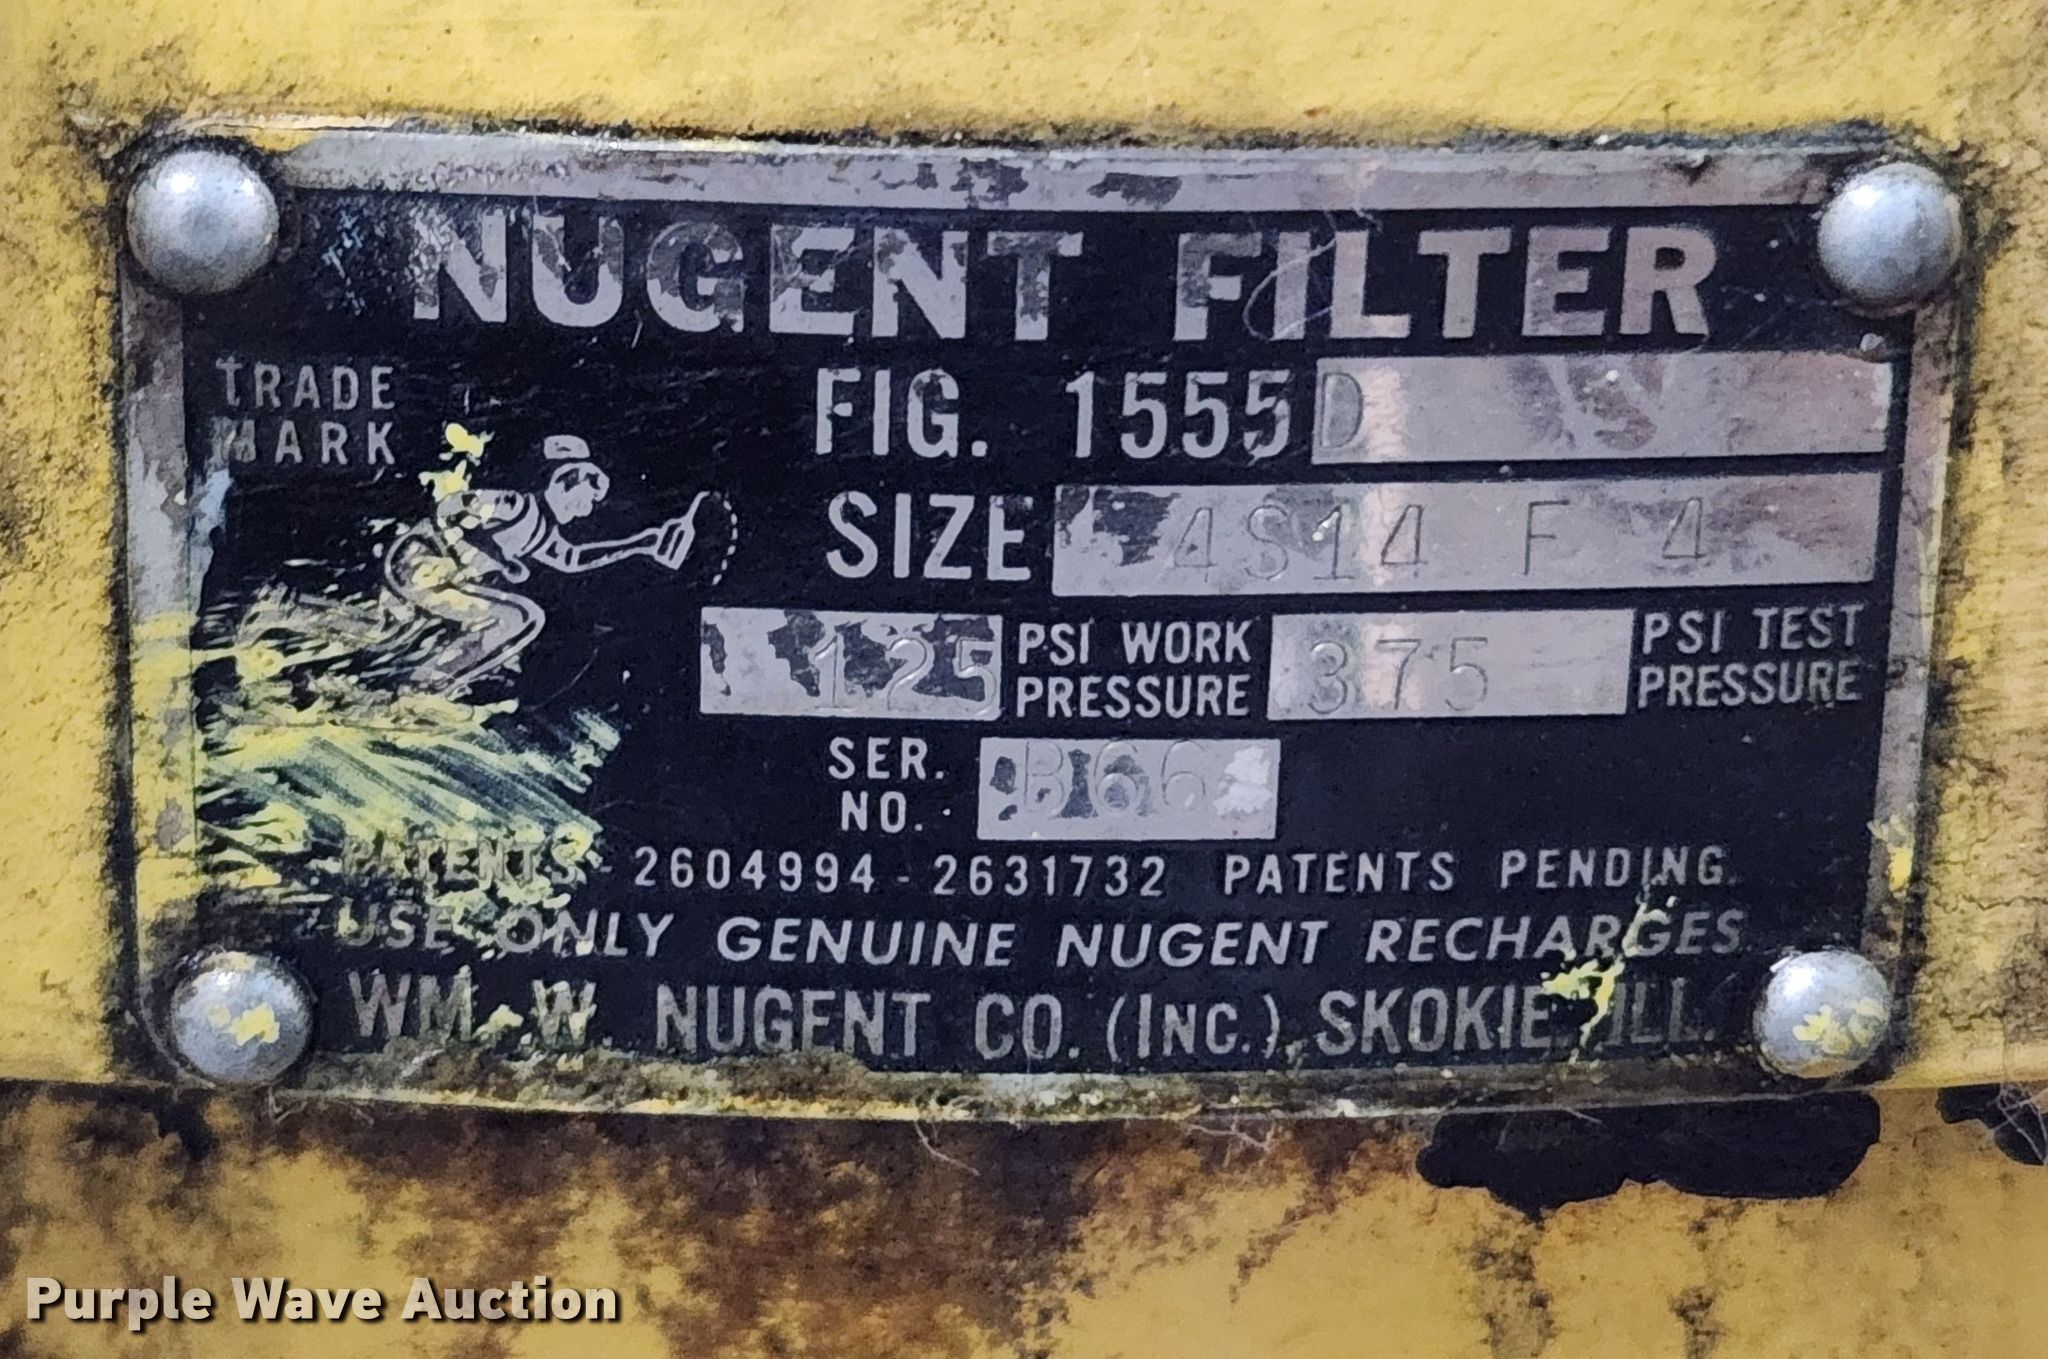 NUGENT FILTER
TRADE MARK
FIG. 1555D
SIZE 4S14 F 4
125 PSI WORK PRESSURE 375 PSI TEST PRESSURE
SER. NO.
PATENTS - 2604994 - 2631732 PATENTS PENDING.
USE ONLY GENUINE NUGENT RECHARGES
WM. W. NUGENT CO. (INC.), SKOKIE, ILL.
Purple Wave Auction